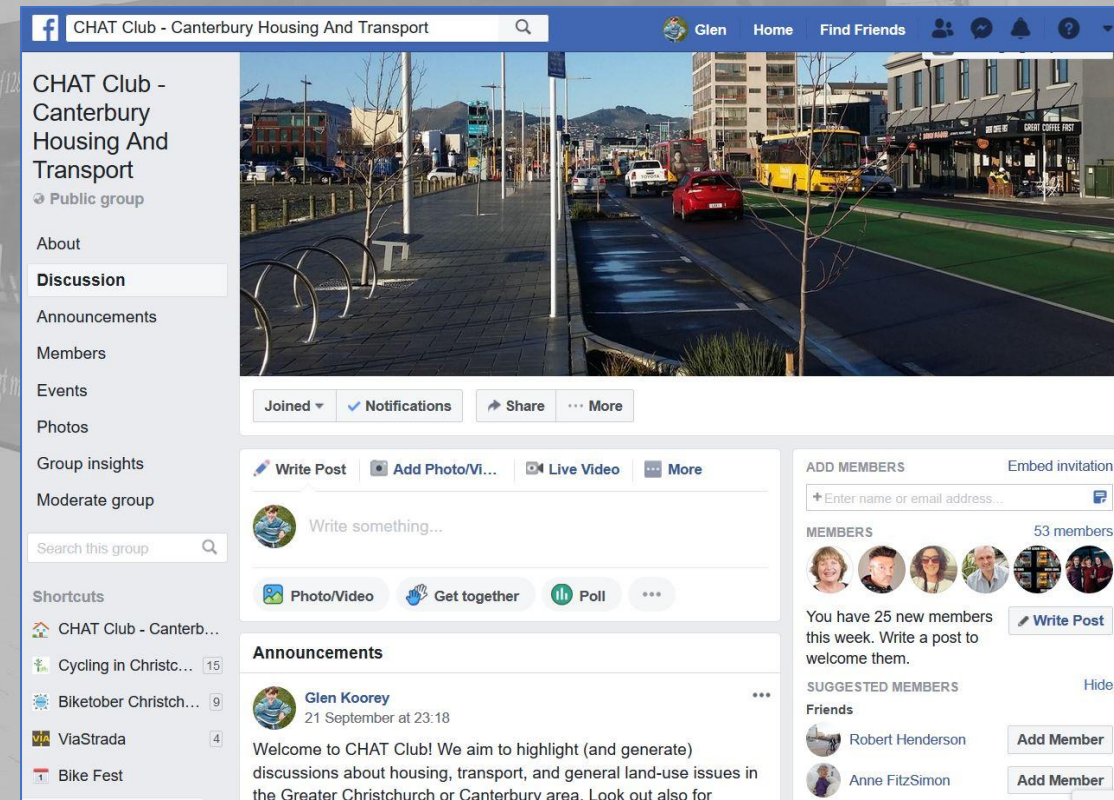 CHAT Club - Canterbury Housing And Transport
Glen
Home
Find Friends
CHAT Club -
Canterbury
Housing And
Transport
Public group
About
Discussion
Announcements
Members
Events
Photos
Group insights
Moderate group
Search this group
Shortcuts
CHAT Club - Canterb...
Cycling in Christc... 15
Biketober Christch... 9
ViaStrada 4
Bike Fest
GREAT COFFEE FAST
Joined
Notifications
Share
More
Write Post
Add Photo/Vi...
Live Video
More
Write something...
Photo/Video
Get together
Poll
Announcements
Glen Koorey
21 September at 23:18
Welcome to CHAT Club! We aim to highlight (and generate)
discussions about housing, transport, and general land-use issues in
the Greater Christchurch or Canterbury area. Look out also for
ADD MEMBERS
Embed invitation
+ Enter name or email address...
MEMBERS
53 members
You have 25 new members
this week. Write a post to
welcome them.
Write Post
SUGGESTED MEMBERS
Hide
Friends
Robert Henderson
Add Member
Anne FitzSimon
Add Member